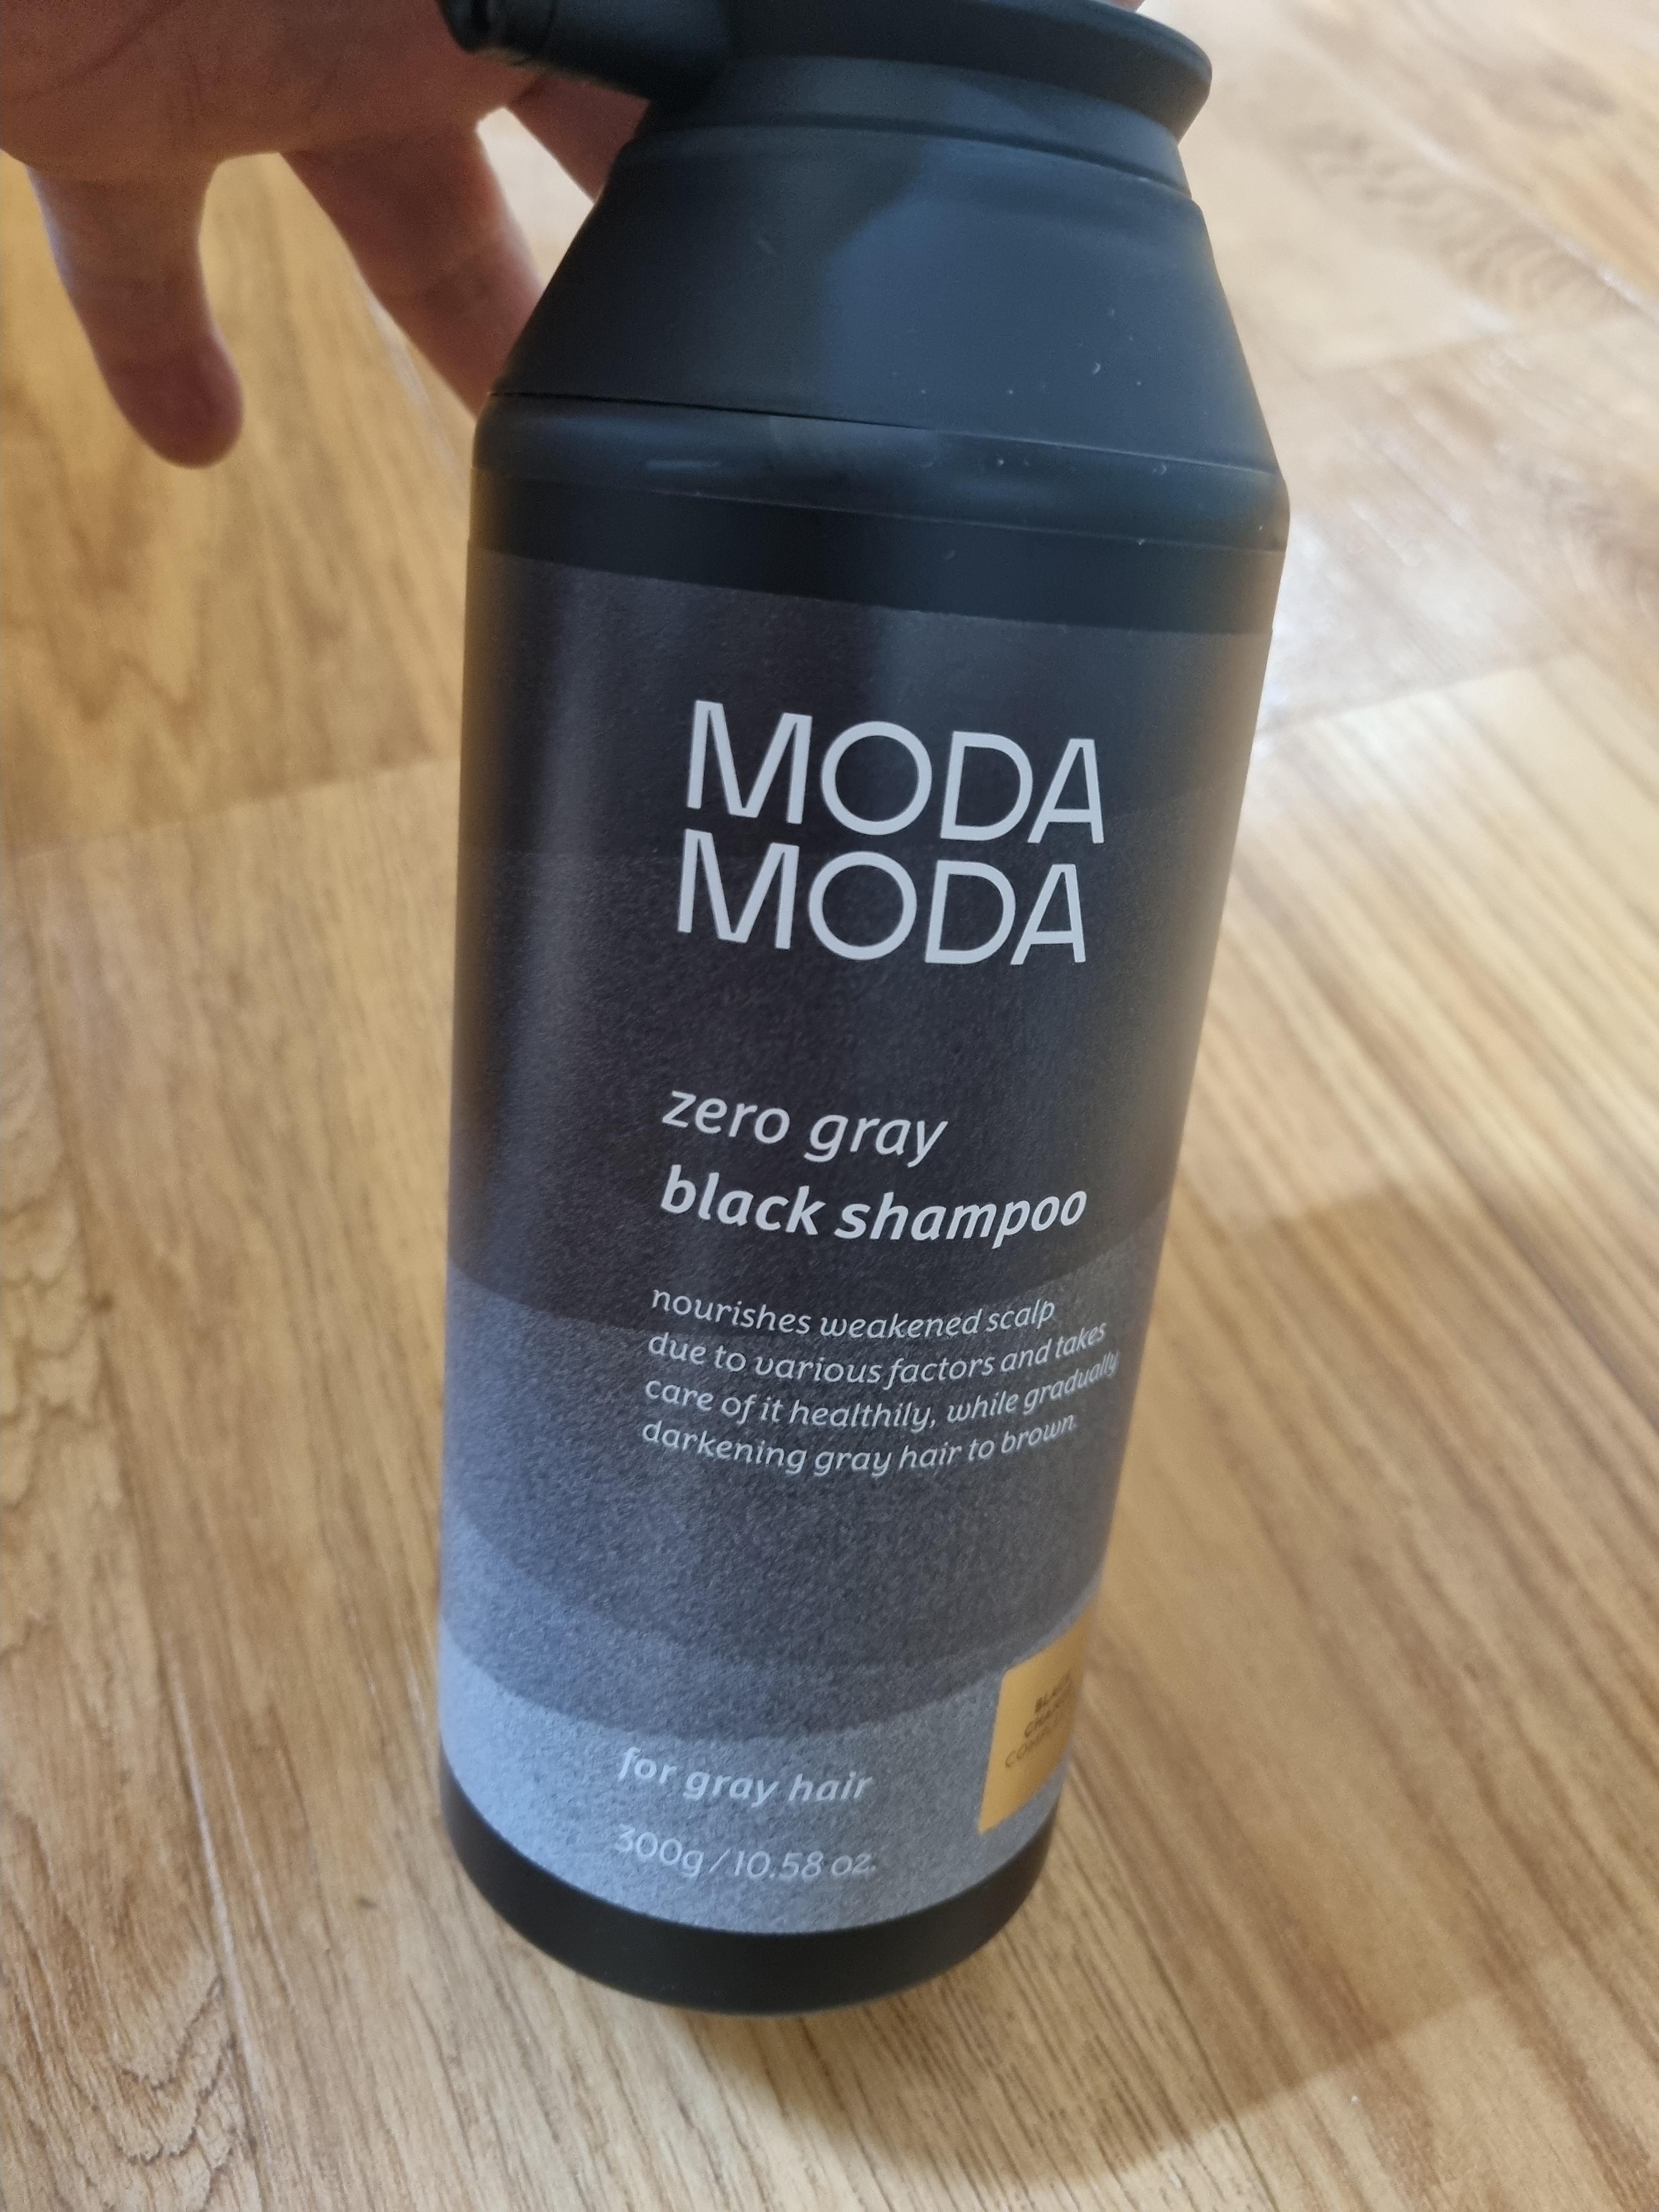 MODA
MODA
zero gray
black shampoo
nourishes weakened scalp
due to various factors and takes
care of it healthily, while gradually
darkening gray hair to brown.
for gray hair
300g / 10.58 oz.